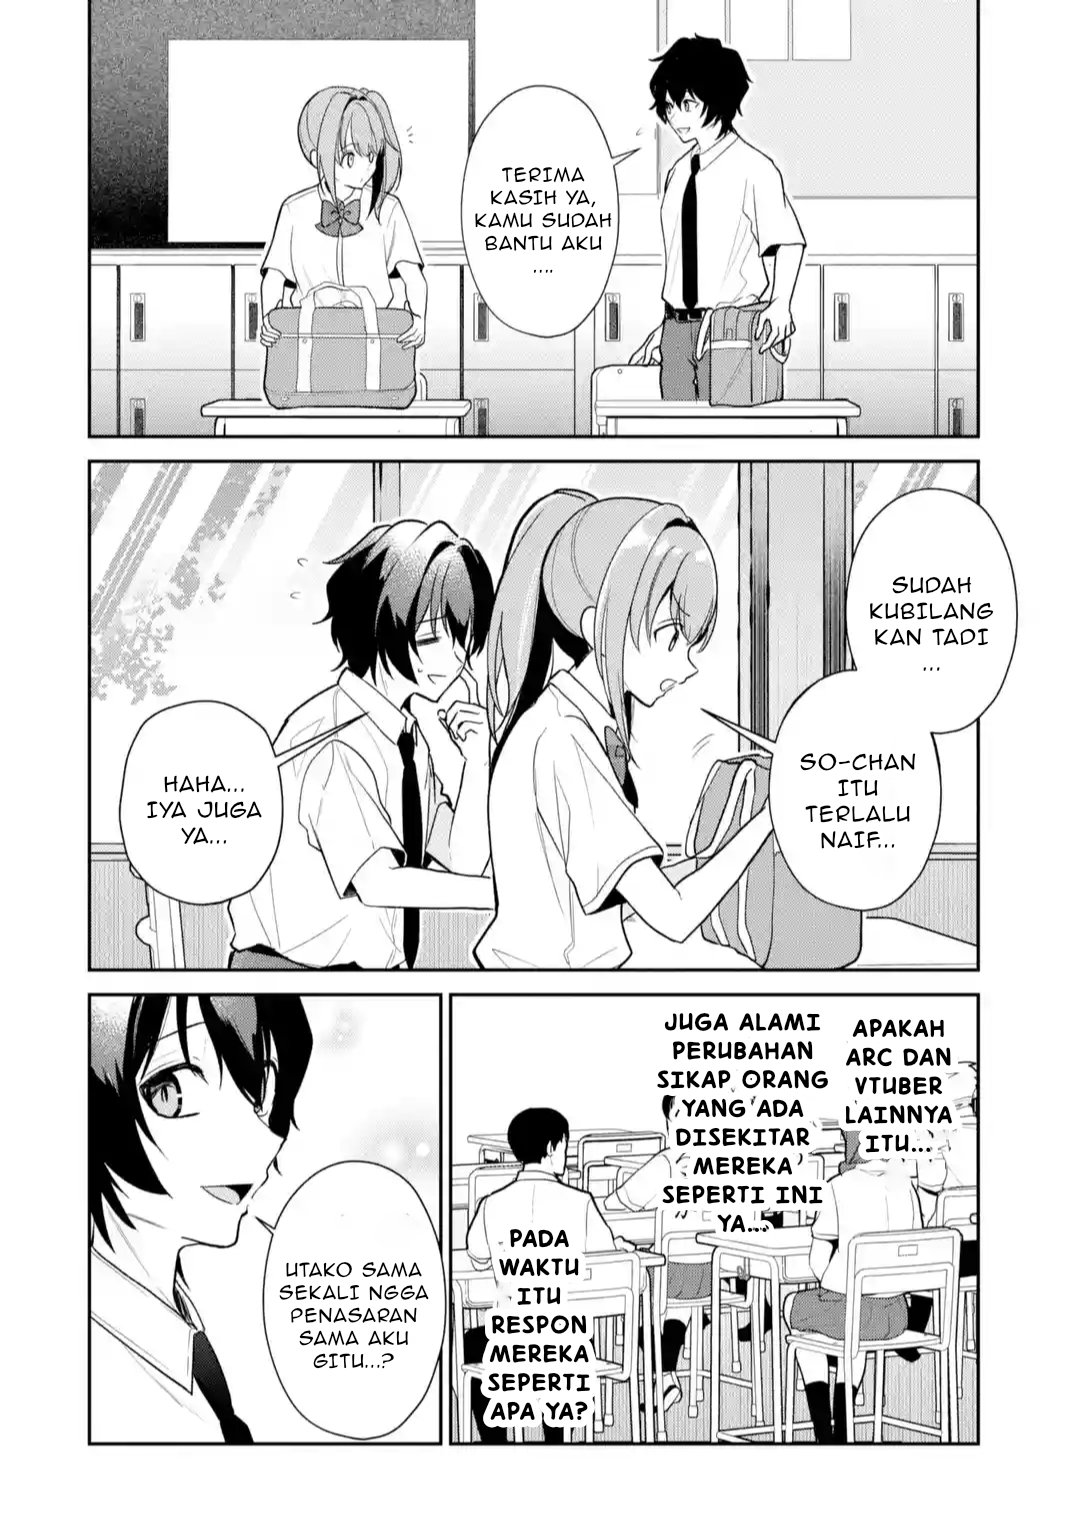 TERIMA
KASIH YA,
KAMU SUDAH
BANTU AKU
....
SUDAH
KUBILANG
KAN TADI
...
SO-CHAN
ITU
TERLALU
NAIF...
HAHA...
IYA JUGA
YA...
APAKAH
ARC DAN
VTUBER
LAINNYA
ITU...
JUGA ALAMI
PERUBAHAN
SIKAP ORANG
YANG ADA
DISEKITAR
MEREKA
SEPERTI INI
YA...
PADA
WAKTU
ITU
RESPON
MEREKA
SEPERTI
APA YA?
UTAKO SAMA
SEKALI NGGA
PENASARAN
SAMA AKU
GITU...?